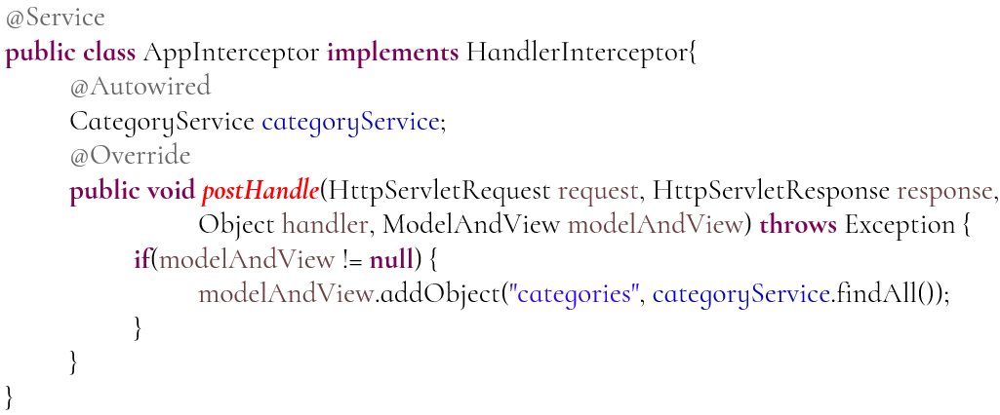 @Service
public class AppInterceptor implements HandlerInterceptor{
@Autowired
CategoryService categoryService;
@Override
public void postHandle(HttpServletRequest request, HttpServletResponse response,
Object handler, ModelAndView modelAndView) throws Exception {
if(modelAndView != null) {
modelAndView.addObject("categories", categoryService.findAll());
}
}
}